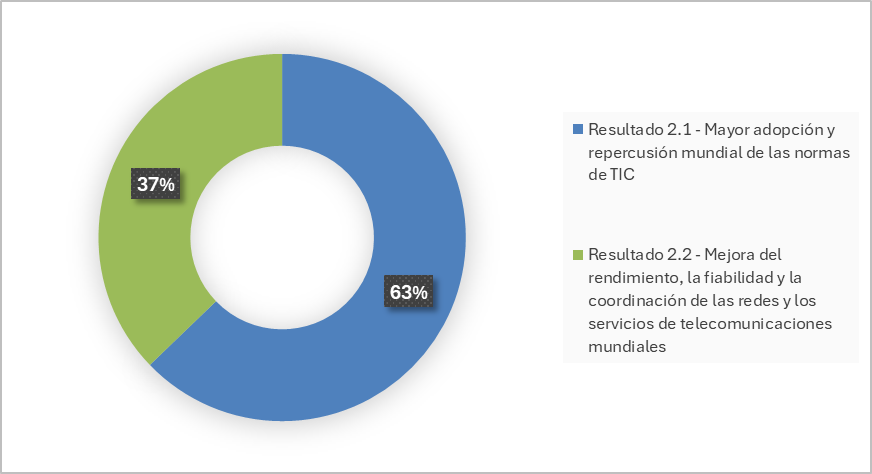 37%
63%
Resultado 2.1 - Mayor adopción y
repercusión mundial de las normas
de TIC
Resultado 2.2 - Mejora del
rendimiento, la fiabilidad y la
coordinación de las redes y los
servicios de telecomunicaciones
mundiales